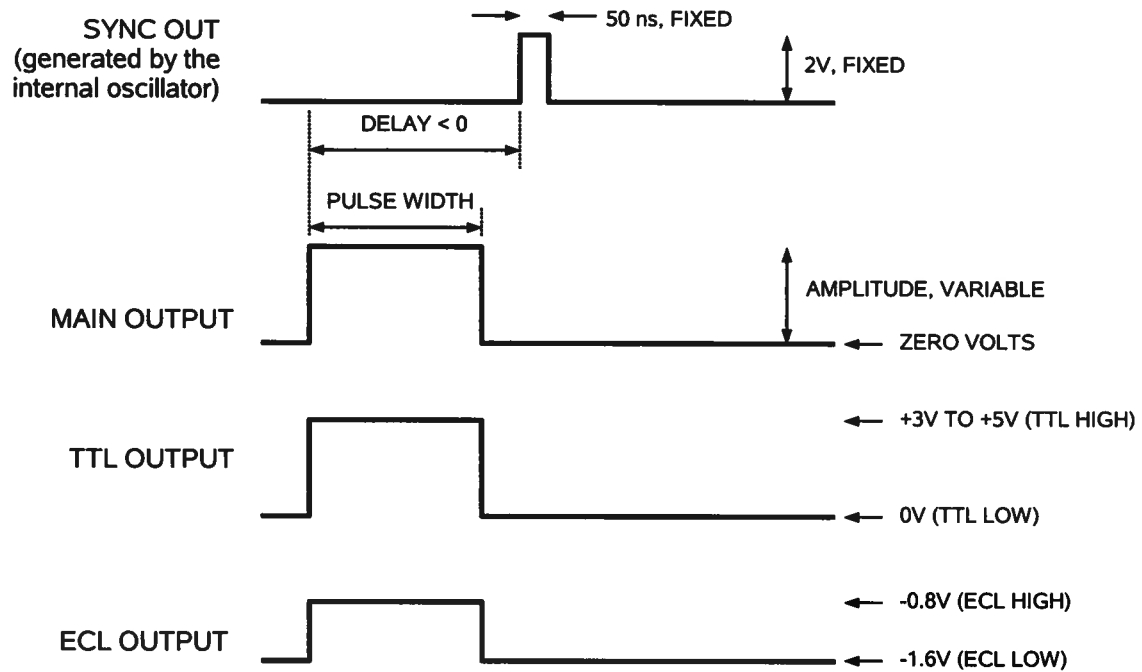 SYNC OUT
(generated by the
internal oscillator)
50 ns, FIXED
2V, FIXED
DELAY < 0
PULSE WIDTH
MAIN OUTPUT
AMPLITUDE, VARIABLE
ZERO VOLTS
TTL OUTPUT
+3V TO +5V (TTL HIGH)
0V (TTL LOW)
ECL OUTPUT
-0.8V (ECL HIGH)
-1.6V (ECL LOW)